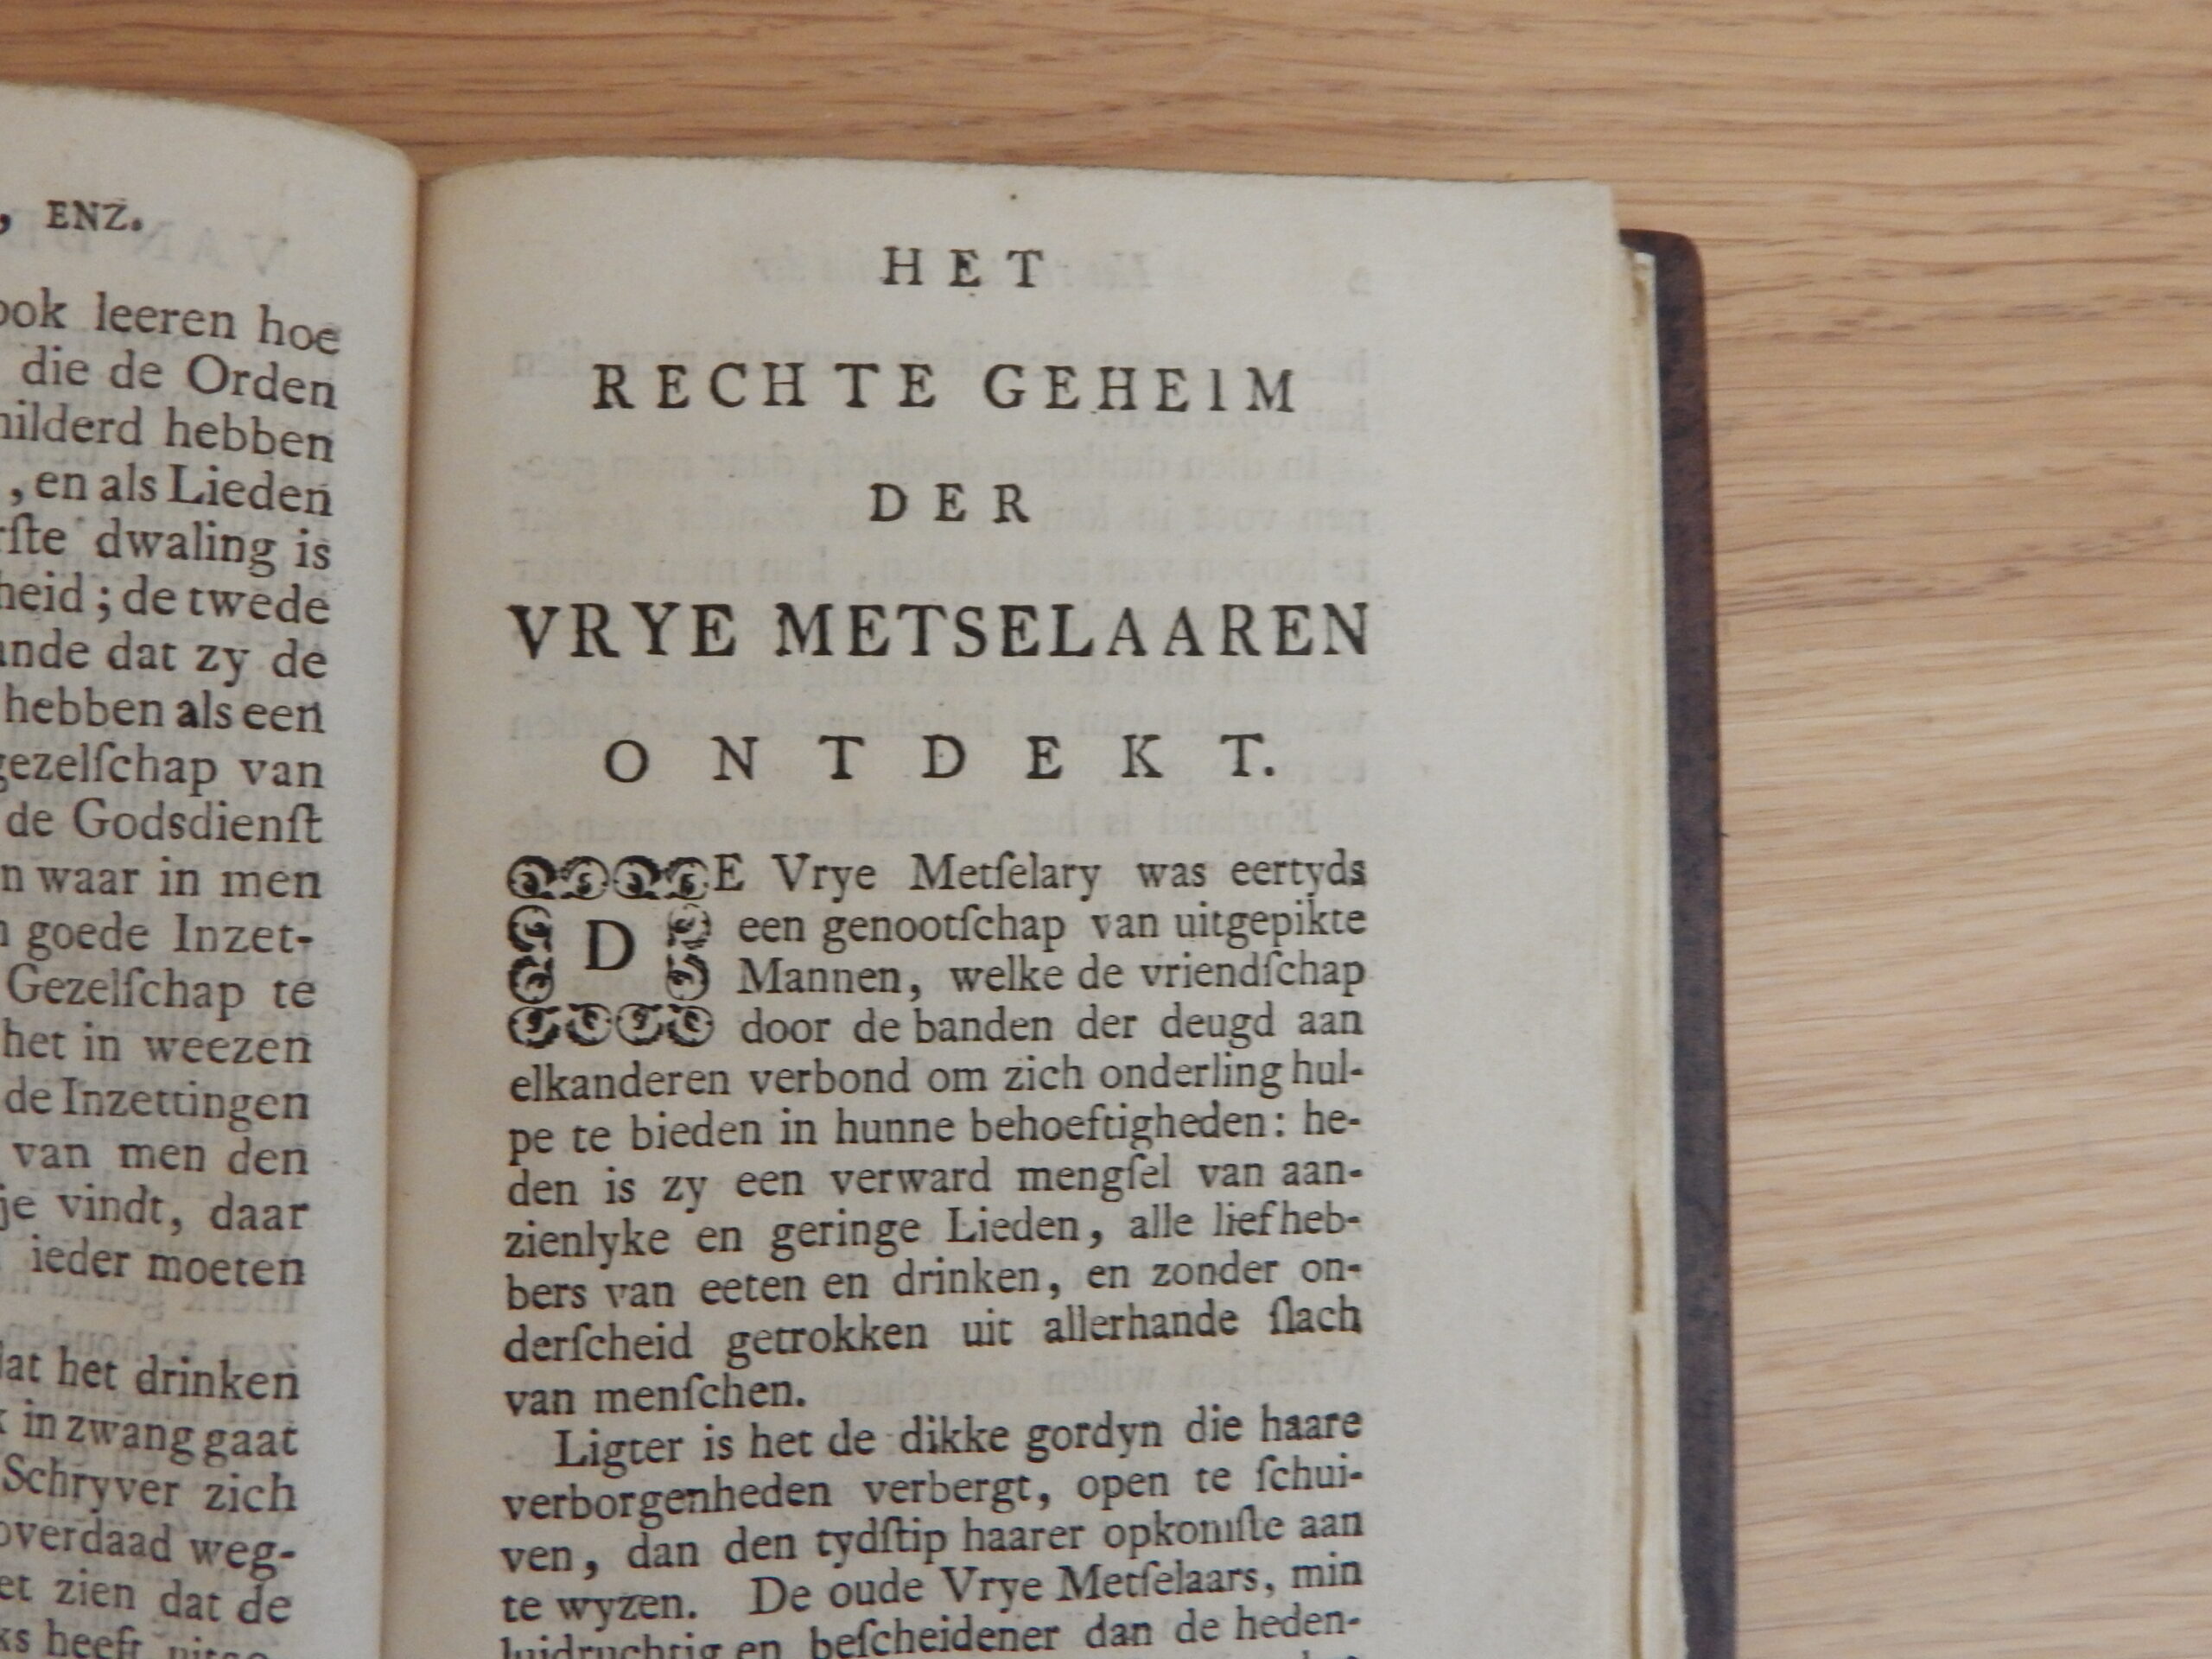 , ENZ.
ook leeren hoe
die de Orden
hilderd hebben
, en als Lieden
rſte dwaling is
heid; de twede
ande dat zy de
hebben als een
gezelſchap van
de Godsdienſt
n waar in men
n goede Inzet-
Gezelſchap te
het in weezen
de Inzettingen
van men den
je vindt, daar
ieder moeten
dat het drinken
k in zwang gaat
Schryver zich
overdaad weg-
et zien dat de
ks heeft
HET
RECHTE GEHEIM
DER
VRYE METSELAAREN
ONTDEKT.
DE Vrye Metſelary was eertyds
een genootſchap van uitgepikte
Mannen, welke de vriendſchap
door de banden der deugd aan
elkanderen verbond om zich onderling hul-
pe te bieden in hunne behoeftigheden: he-
den is zy een verward mengſel van aan-
zienlyke en geringe Lieden, alle liefheb-
bers van eeten en drinken, en zonder on-
derſcheid getrokken uit allerhande ſlach
van menſchen.
Ligter is het de dikke gordyn die haare
verborgenheden verbergt, open te ſchui-
ven, dan den tydſtip haarer opkomſte aan
te wyzen. De oude Vrye Metſelaars, min
luidruchtig en beſcheidener dan de heden-